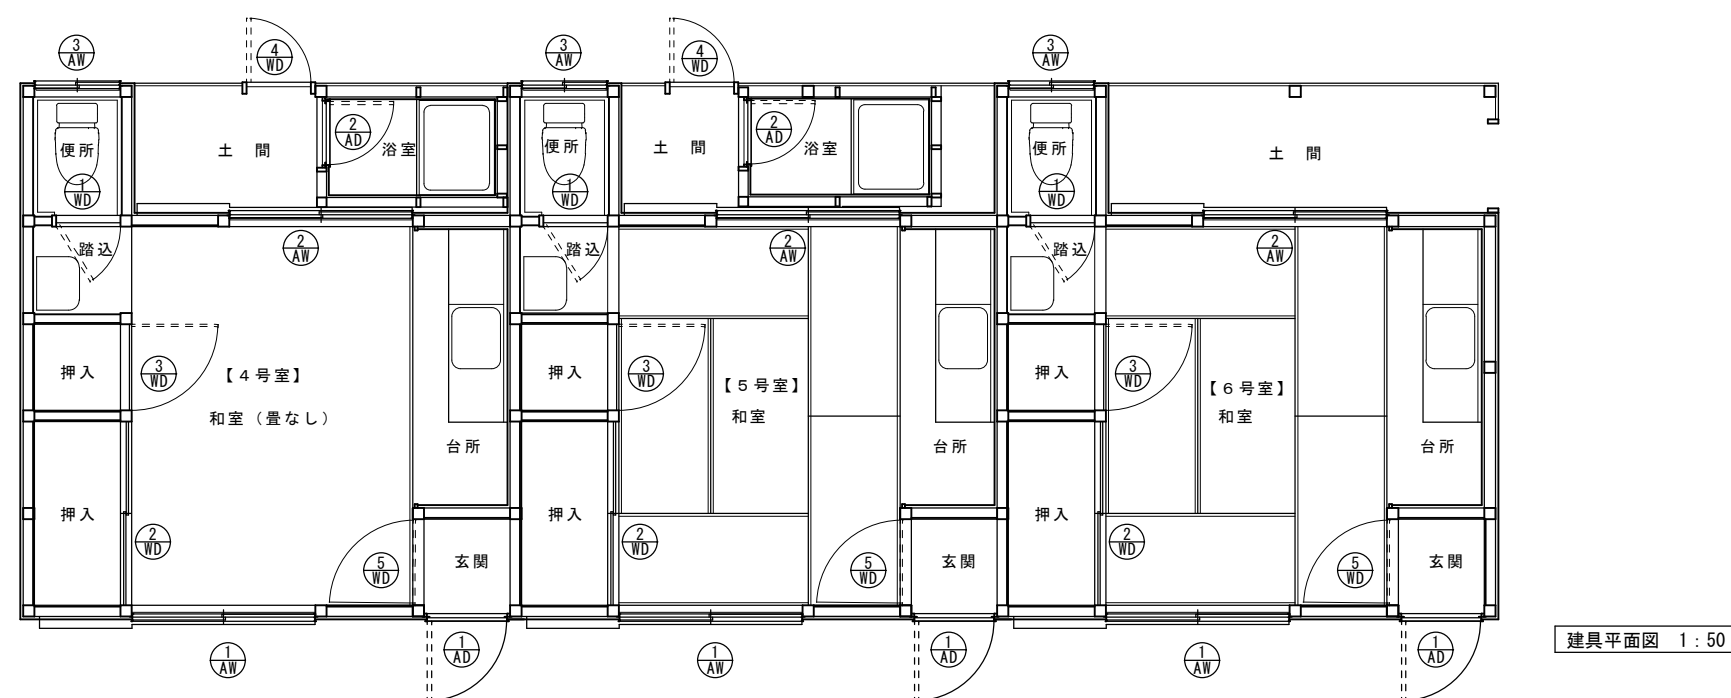 3
AW
4
WD
3
AW
4
WD
3
AW
便所
土 間
2
AD
浴室
便所
土 間
2
AD
浴室
便所
土 間
1
WD
1
WD
1
WD
踏込
2
AW
踏込
2
AW
踏込
2
AW
押入
3
WD
【4号室】
和室（畳なし）
押入
3
WD
【5号室】
和室
押入
3
WD
【6号室】
和室
台所
台所
台所
押入
2
WD
押入
2
WD
押入
2
WD
5
WD
玄関
5
WD
玄関
5
WD
玄関
1
AW
1
AD
1
AW
1
AD
1
AW
1
AD
建具平面図 1：50